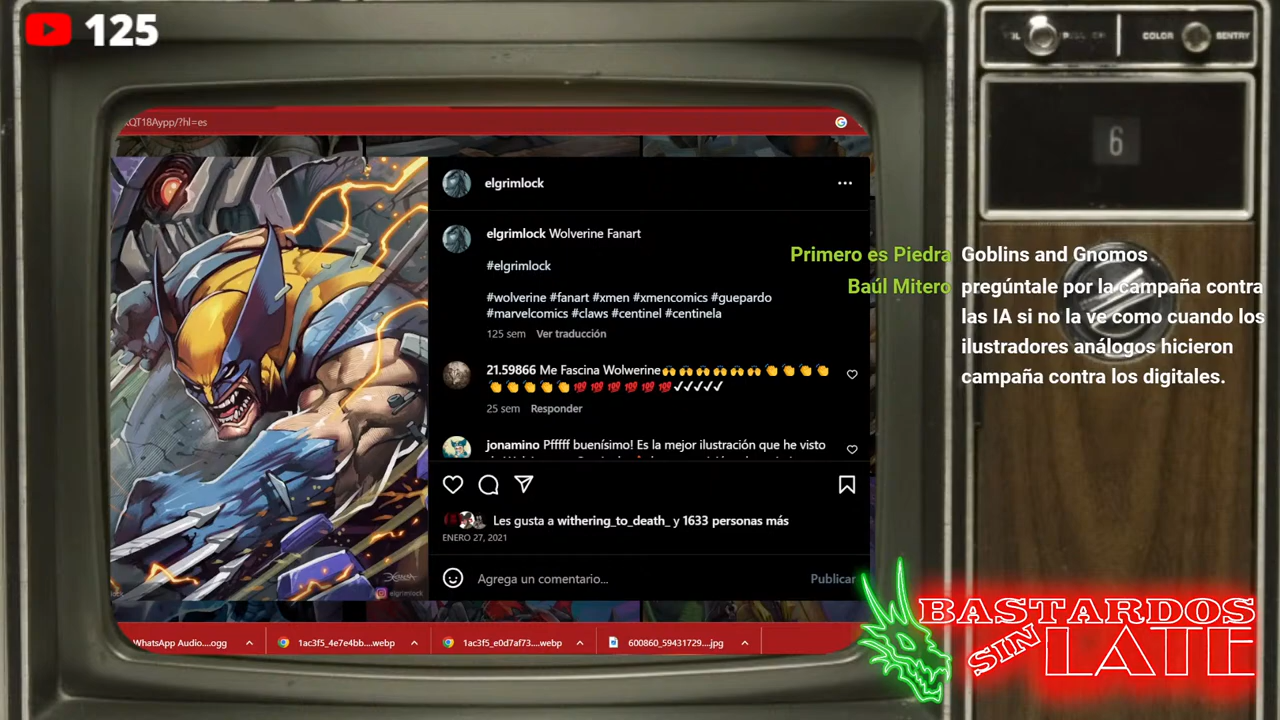 125
PULL ON
COLOR
SENTRY
QT18Aypp/?hl=es
6
elgrimlock
elgrimlock Wolverine Fanart
#elgrimlock
#wolverine #fanart #xmen #xmencomics #guepardo
#marvelcomics #claws #centinel #centinela
125 sem Ver traducción
21.59866 Me Fascina Wolwerine🙌🙌🙌🙌🙌🙌🙌👏👏👏👏
👏👏👏👏👏💯💯💯💯💯💯✓✓✓✓✓
25 sem Responder
jonamino Pfffff buenísimo! Es la mejor ilustración que he visto
Les gusta a withering_to_death_ y 1633 personas más
ENERO 27, 2021
Agrega un comentario...
Publicar
elgrimlock
Primero es Piedra Goblins and Gnomos
Baúl Mitero pregúntale por la campaña contra
las IA si no la ve como cuando los
ilustradores análogos hicieron
campaña contra los digitales.
WhatsApp Audio....ogg
1ac3f5_4e7e4bb....webp
1ac3f5_e0d7af73....webp
600860_59431729....jpg
BASTARDOS
SIN LATE